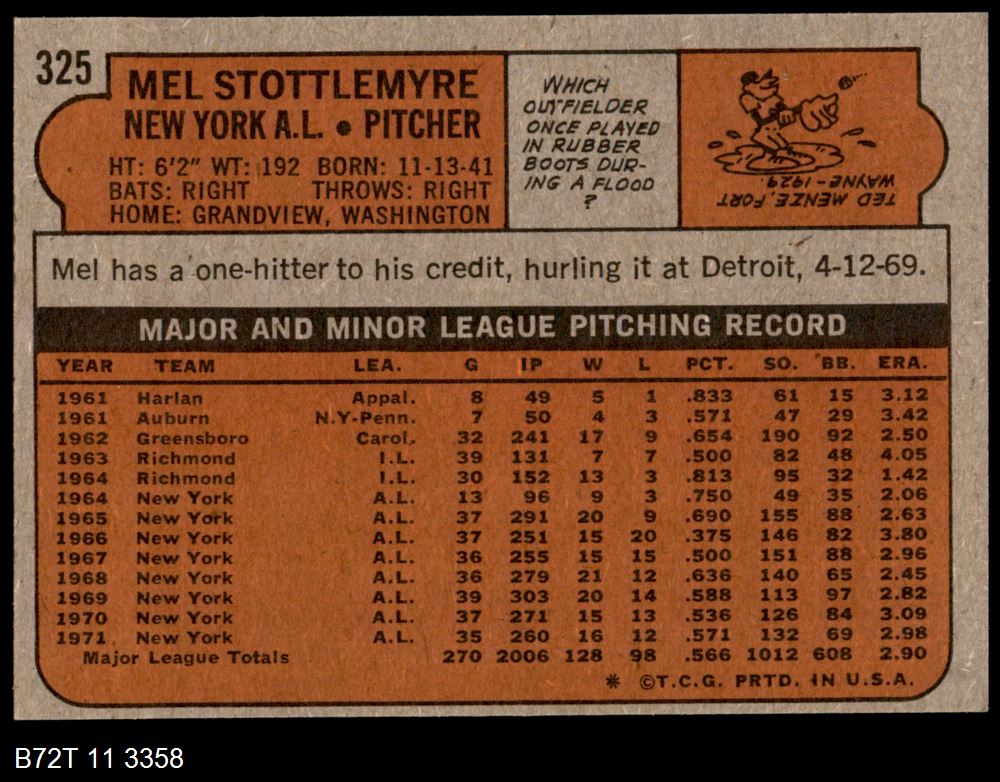 325
MEL STOTTLEMYRE
NEW YORK A.L. • PITCHER
HT: 6'2" WT: 192 BORN: 11-13-41
BATS: RIGHT THROWS: RIGHT
HOME: GRANDVIEW, WASHINGTON
WHICH
OUTFIELDER
ONCE PLAYED
IN RUBBER
BOOTS DUR-
ING A FLOOD
?
TED MENZE, FORT
WAYNE-1929.
Mel has a one-hitter to his credit, hurling it at Detroit, 4-12-69.
MAJOR AND MINOR LEAGUE PITCHING RECORD
YEAR TEAM LEA. G IP W L PCT. SO. BB. ERA.
1961 Harlan Appal. 8 49 5 1 .833 61 15 3.12
1961 Auburn N.Y-Penn. 7 50 4 3 .571 47 29 3.42
1962 Greensboro Carol. 32 241 17 9 .654 190 92 2.50
1963 Richmond I.L. 39 131 7 7 .500 82 48 4.05
1964 Richmond I.L. 30 152 13 3 .813 95 32 1.42
1964 New York A.L. 13 96 9 3 .750 49 35 2.06
1965 New York A.L. 37 291 20 9 .690 155 88 2.63
1966 New York A.L. 37 251 15 20 .375 146 82 3.80
1967 New York A.L. 36 255 15 15 .500 151 88 2.96
1968 New York A.L. 36 279 21 12 .636 140 65 2.45
1969 New York A.L. 39 303 20 14 .588 113 97 2.82
1970 New York A.L. 37 271 15 13 .536 126 84 3.09
1971 New York A.L. 35 260 16 12 .571 132 69 2.98
Major League Totals 270 2006 128 98 .566 1012 608 2.90
* ©T.C.G. PRTD. IN U.S.A.
B72T 11 3358